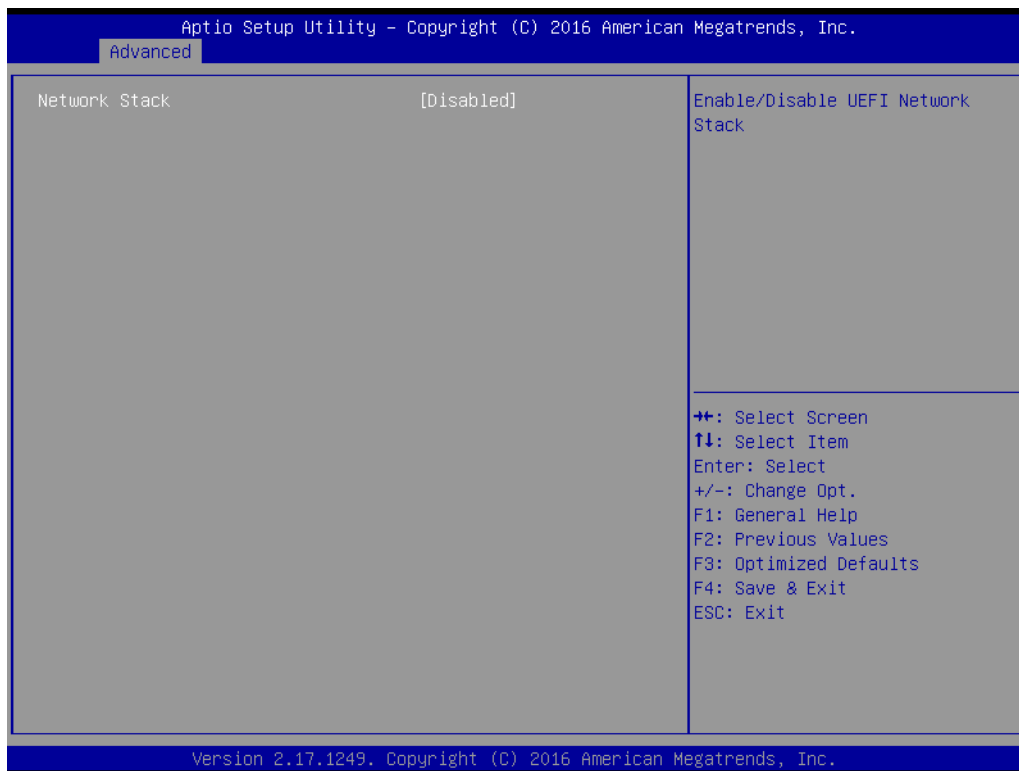 Aptio Setup Utility – Copyright (C) 2016 American Megatrends, Inc.
Advanced
Network Stack [Disabled]
Enable/Disable UEFI Network
Stack
→←: Select Screen
↑↓: Select Item
Enter: Select
+/-: Change Opt.
F1: General Help
F2: Previous Values
F3: Optimized Defaults
F4: Save & Exit
ESC: Exit
Version 2.17.1249. Copyright (C) 2016 American Megatrends, Inc.